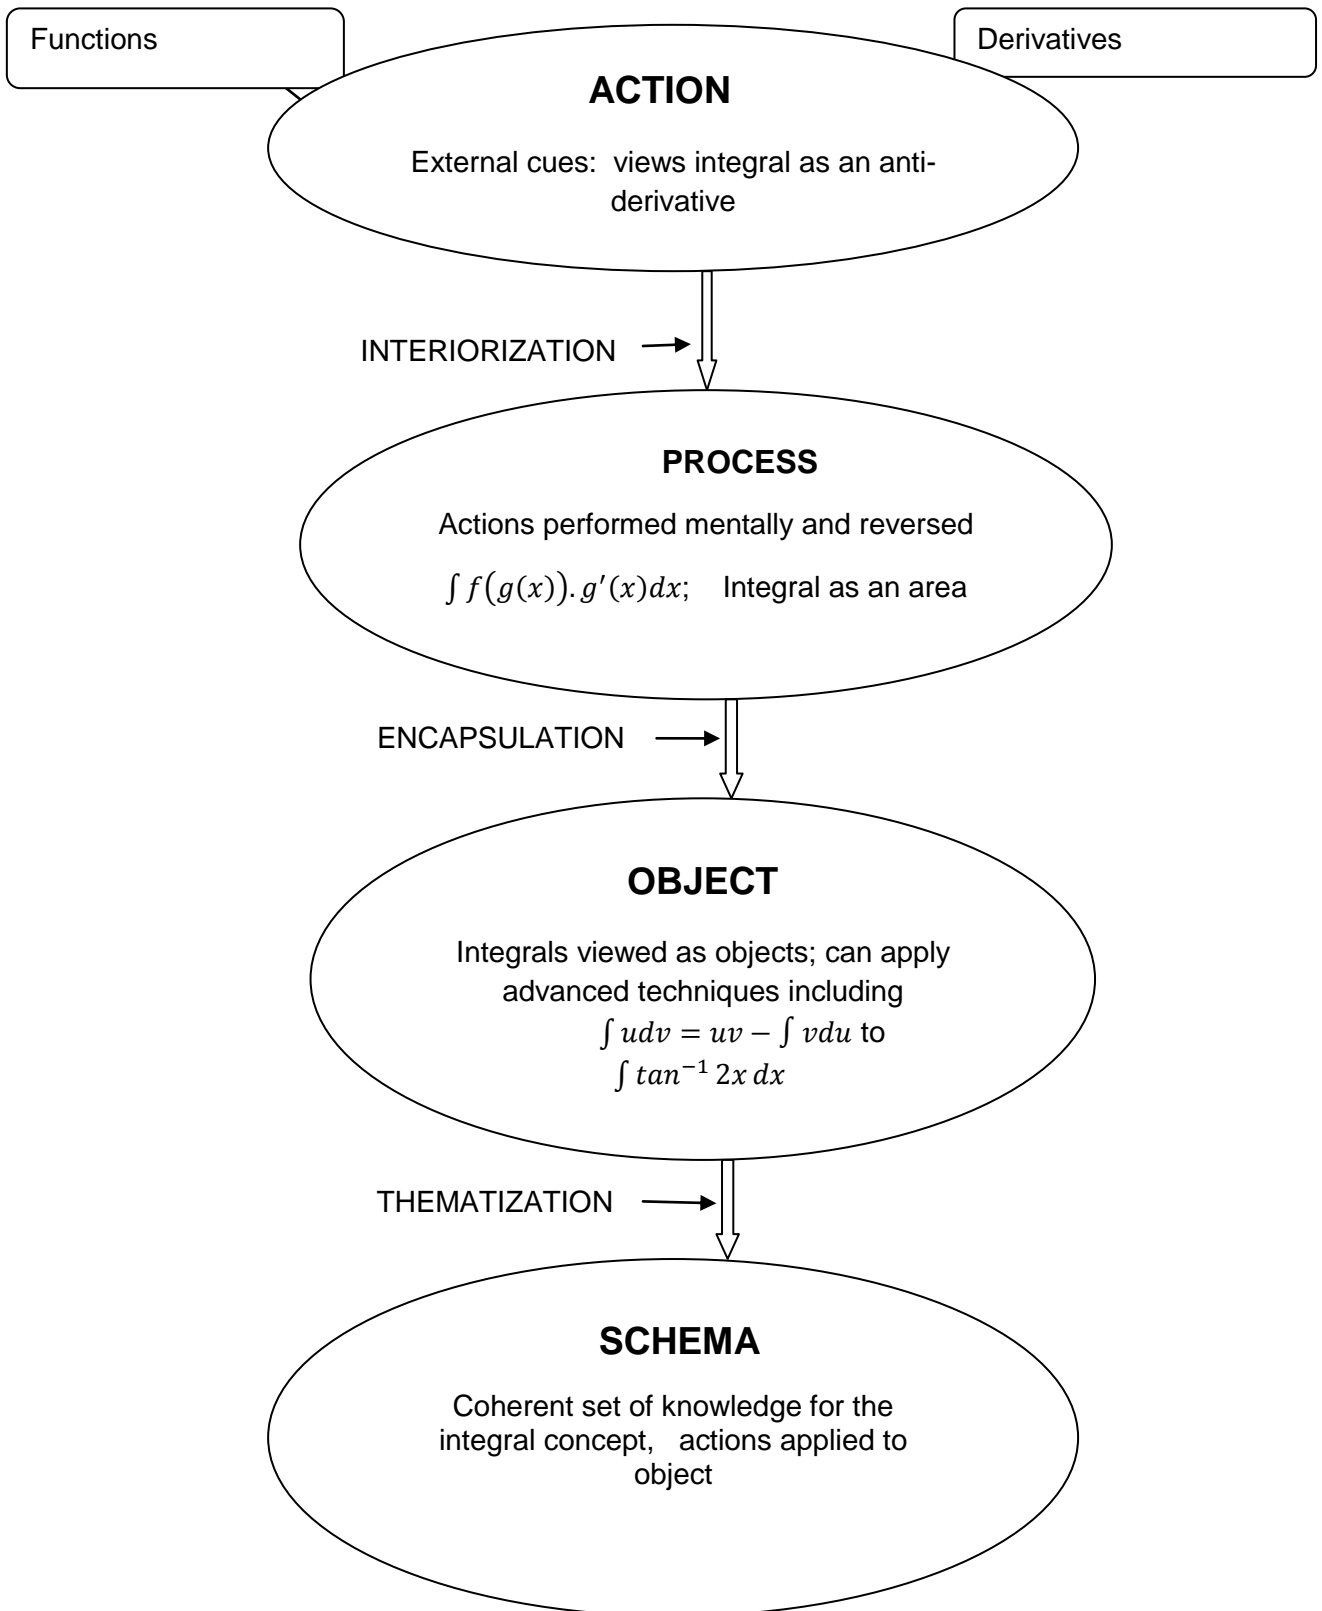 Functions
Derivatives
ACTION
External cues: views integral as an anti-
derivative
INTERIORIZATION
PROCESS
Actions performed mentally and reversed
∫ f(g(x)). g′(x)dx; Integral as an area
ENCAPSULATION
OBJECT
Integrals viewed as objects; can apply
advanced techniques including
∫ udv = uv − ∫ vdu to
∫ tan⁻¹ 2x dx
THEMATIZATION
SCHEMA
Coherent set of knowledge for the
integral concept, actions applied to
object